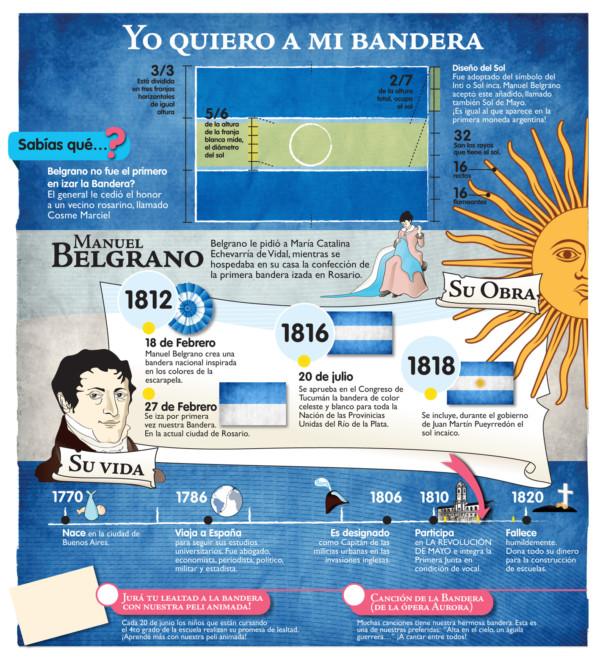 YO QUIERO A MI BANDERA
3/3
Está dividida
en tres franjas
horizontales
de igual
altura
5/6
de la altura
de la franja
blanca mide,
el diámetro
del sol
2/7
de la altura
total, ocupa
el sol
Diseño del Sol
Fue adoptado del símbolo del
Inti o Sol inca. Manuel Belgrano
acepto este añadido, llamado
también Sol de Mayo.
¡Es igual al que aparece en la
primera moneda argentina!
32
Son los rayos
que tiene el sol.
16
rectos
16
flameantes
Sabías qué...?
Belgrano no fue el primero
en izar la Bandera?
El general le cedió el honor
a un vecino rosarino, llamado
Cosme Marciel
MANUEL
BELGRANO
Belgrano le pidió a María Catalina
Echevarría de Vidal, mientras se
hospedaba en su casa la confección de
la primera bandera izada en Rosario.
SU OBRA
1812
18 de Febrero
Manuel Belgrano crea una
bandera nacional inspirada
en los colores de la
escarapela.
27 de Febrero
Se iza por primera
vez nuestra Bandera.
En la actual ciudad de Rosario.
1816
20 de julio
Se aprueba en el Congreso de
Tucumán la bandera de color
celeste y blanco para toda la
Nación de las Provinicias
Unidas del Río de la Plata.
1818
Se incluye, durante el gobierno
de Juan Martín Pueyrredón el
sol incaico.
SU VIDA
1770
Nace en la ciudad de
Buenos Aires.
1786
Viaja a España
para seguir sus estudios
universitarios. Fue abogado,
economista, periodista, político,
militar y estadista.
1806
Es designado
como Capitán de las
milicias urbanas en las
invasiones inglesas.
1810
Participa
en LA REVOLUCIÓN
DE MAYO e integra la
Primera Junta en
condición de vocal.
1820
Fallece
humildemente.
Dona todo su dinero
para la construcción
de escuelas.
JURÁ TU LEALTAD A LA BANDERA
CON NUESTRA PELI ANIMADA!
Cada 20 de junio los niños que están cursando
el 4to grado de la escuela realizan su promesa de lealtad.
¡Aprende más con nuestra peli animada!
CANCIÓN DE LA BANDERA
(DE LA ÓPERA AURORA)
Muchas canciones tiene nuestra hermosa bandera. Esta es
una de nuestras preferidas: "Alta en el cielo, un águila
guerrera...." ¡A cantar entre todos!